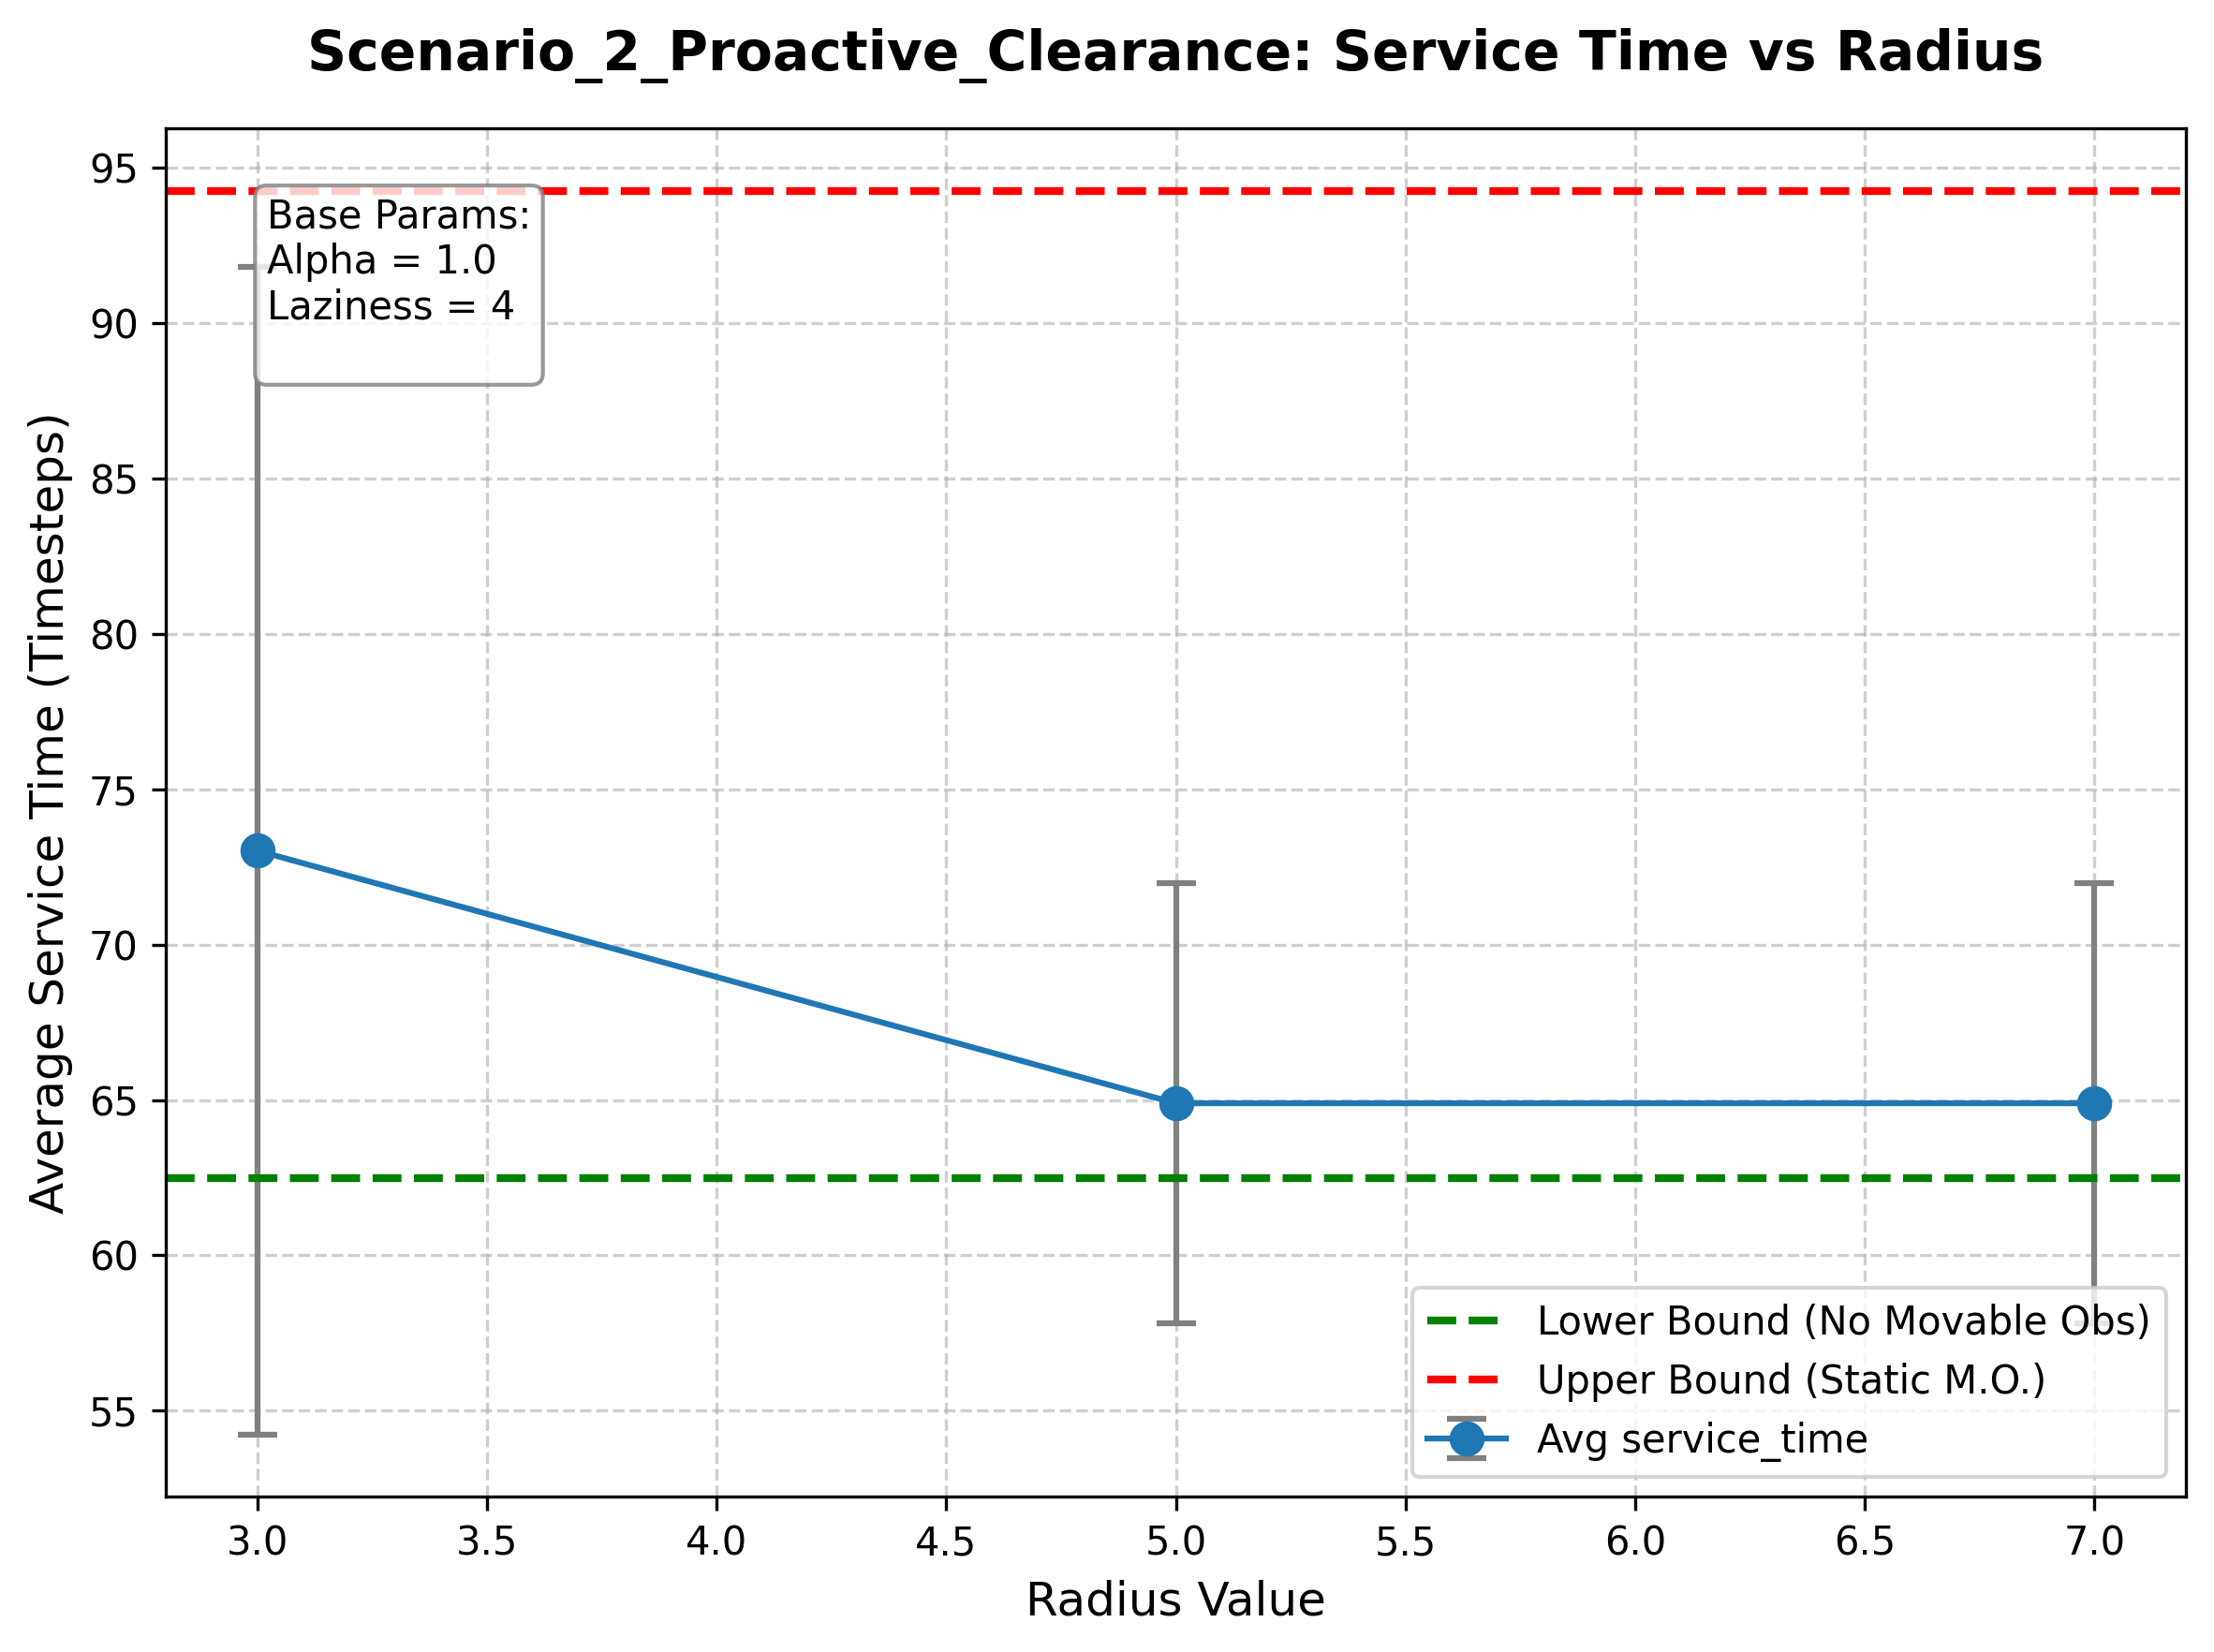 Scenario_2_Proactive_Clearance: Service Time vs Radius
95
90
85
80
75
70
65
60
55
Average Service Time (Timesteps)
Base Params:
Alpha = 1.0
Laziness = 4
Lower Bound (No Movable Obs)
Upper Bound (Static M.O.)
Avg service_time
3.0 3.5 4.0 4.5 5.0 5.5 6.0 6.5 7.0
Radius Value